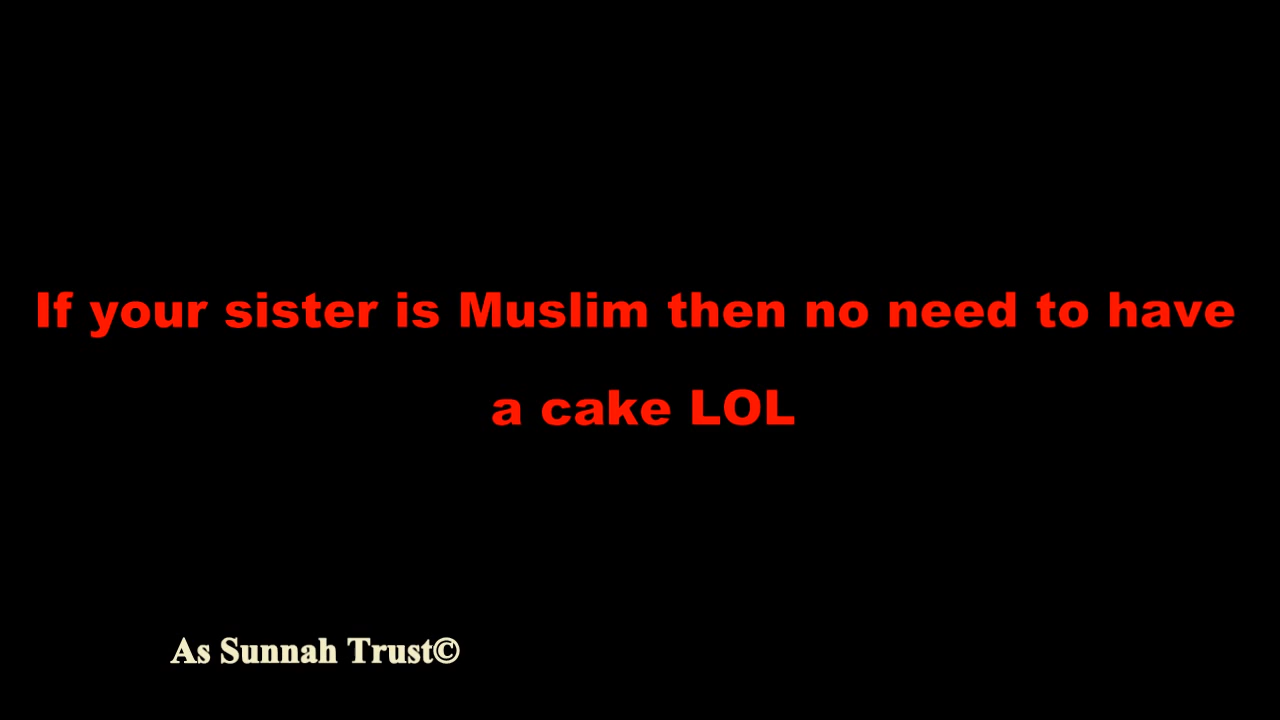 If your sister is Muslim then no need to have
a cake LOL
As Sunnah Trust©